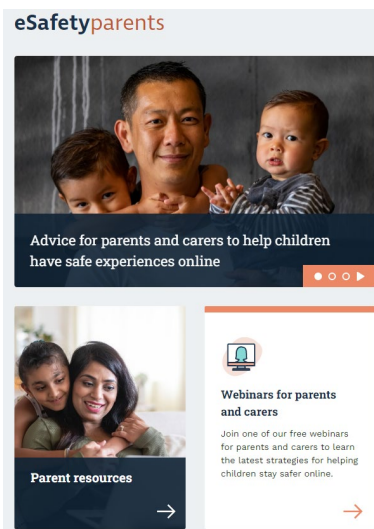 eSafetyparents
Advice for parents and carers to help children
have safe experiences online
Parent resources
Webinars for parents
and carers
Join one of our free webinars
for parents and carers to learn
the latest strategies for helping
children stay safer online.